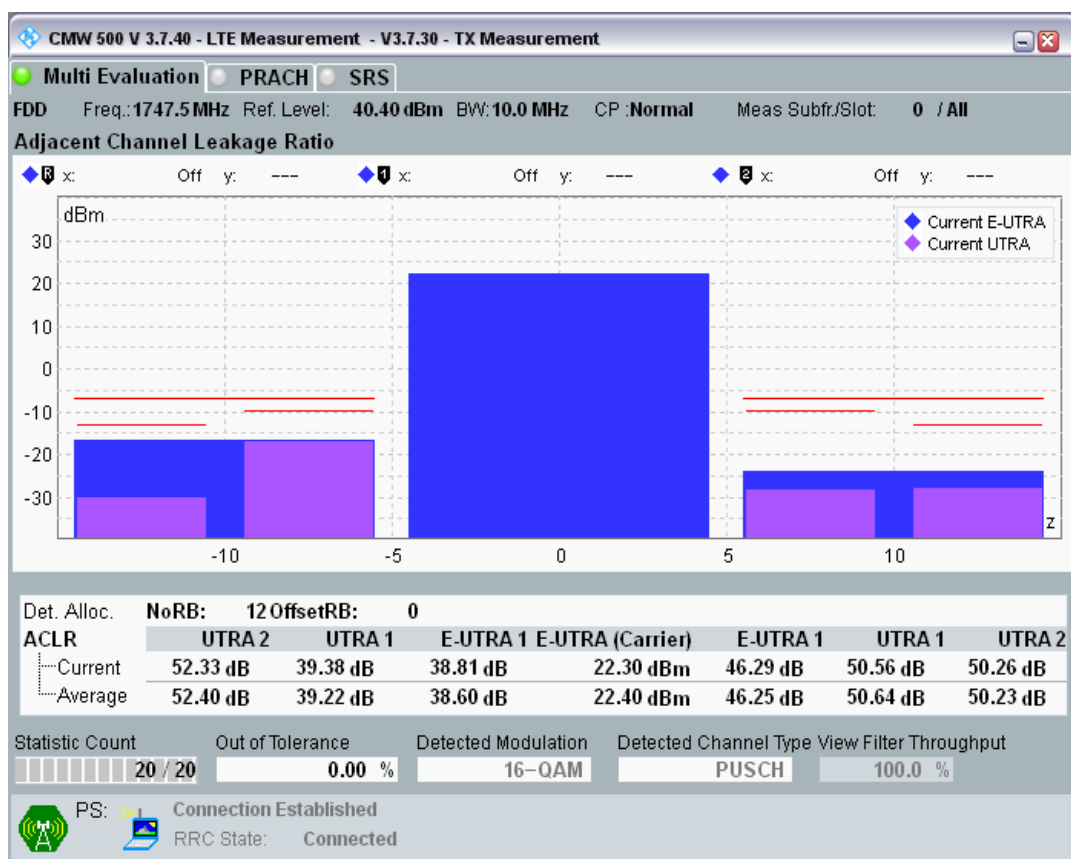 CMW 500 V 3.7.40 - LTE Measurement - V3.7.30 - TX Measurement
Multi Evaluation PRACH SRS
FDD Freq.: 1747.5 MHz Ref. Level: 40.40 dBm BW: 10.0 MHz CP :Normal Meas Subfr./Slot: 0 / All
Adjacent Channel Leakage Ratio
R x: Off y: --- 1 x: Off y: --- 2 x: Off y: ---
dBm
Current E-UTRA
Current UTRA
30
20
10
0
-10
-20
-30
z
-10 -5 0 5 10
Det. Alloc. NoRB: 12 OffsetRB: 0
ACLR UTRA 2 UTRA 1 E-UTRA 1 E-UTRA (Carrier) E-UTRA 1 UTRA 1 UTRA 2
Current 52.33 dB 39.38 dB 38.81 dB 22.30 dBm 46.29 dB 50.56 dB 50.26 dB
Average 52.40 dB 39.22 dB 38.60 dB 22.40 dBm 46.25 dB 50.64 dB 50.23 dB
Statistic Count Out of Tolerance Detected Modulation Detected Channel Type View Filter Throughput
20 / 20 0.00 % 16-QAM PUSCH 100.0 %
PS: Connection Established
RRC State: Connected